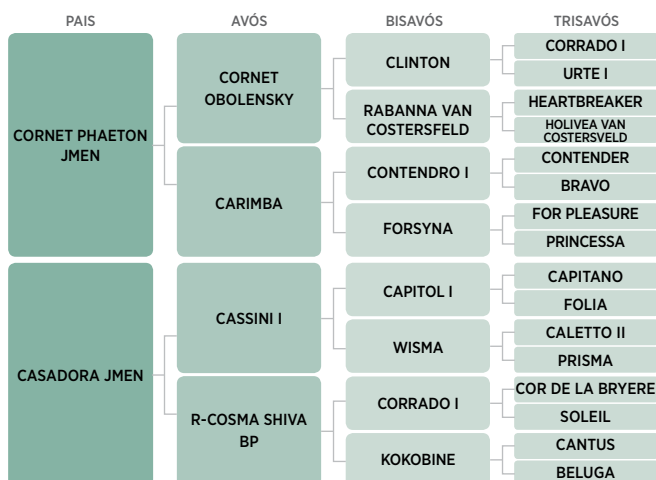 PAIS AVÓS BISAVÓS TRISAVÓS
CORNET PHAETON
JMEN
CORNET
OBOLENSKY
CLINTON
CORRADO I
URTE I
RABANNA VAN
COSTERSFELD
HEARTBREAKER
HOLIVEA VAN
COSTERSVELD
CARIMBA
CONTENDRO I
CONTENDER
BRAVO
FORSYNA
FOR PLEASURE
PRINCESSA
CASADORA JMEN
CASSINI I
CAPITOL I
CAPITANO
FOLIA
WISMA
CALETTO II
PRISMA
R-COSMA SHIVA
BP
CORRADO I
COR DE LA BRYERE
SOLEIL
KOKOBINE
CANTUS
BELUGA